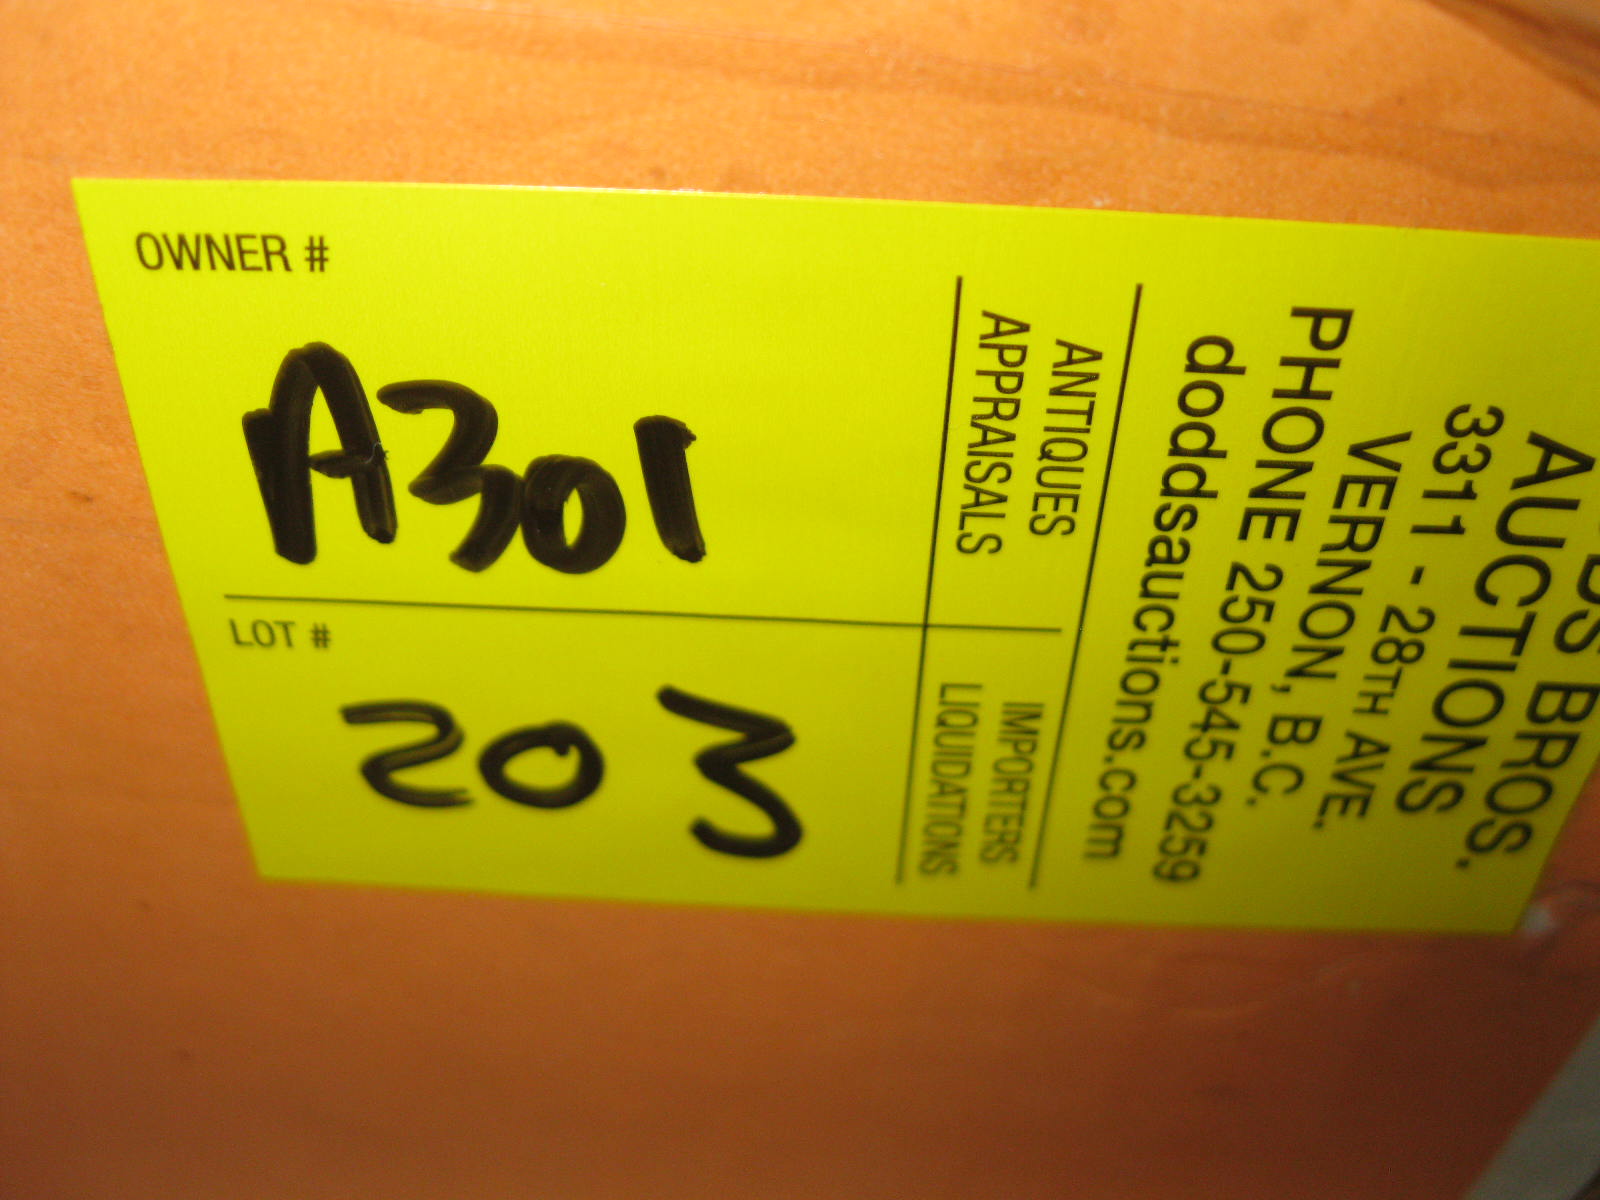 OWNER #
A301
LOT #
203
ANTIQUES
APPRAISALS
IMPORTERS
LIQUIDATIONS
BROS.
AUCTIONS
3311 - 28TH AVE.
VERNON, B.C.
PHONE 250-545-3259
doddsauctions.com